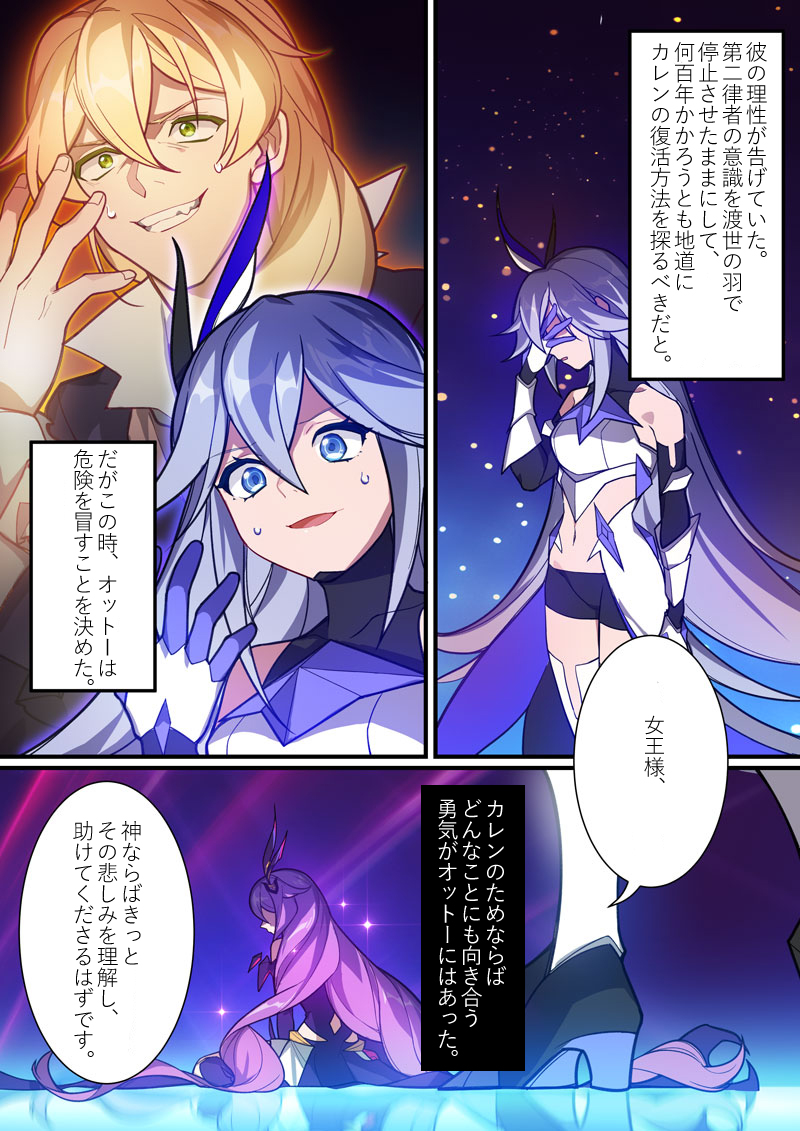 彼の理性が告げていた。
第二律者の意識を渡世の羽で
停止させたままにして、
何百年かかろうとも地道に
カレンの復活方法を探るべきだと。
だがこの時、オットーは
危険を冒すことを決めた。
女王様、
カレンのためならば
どんなことにも向き合う
勇気がオットーにはあった。
神ならばきっと
その悲しみを理解し、
助けてくださるはずです。